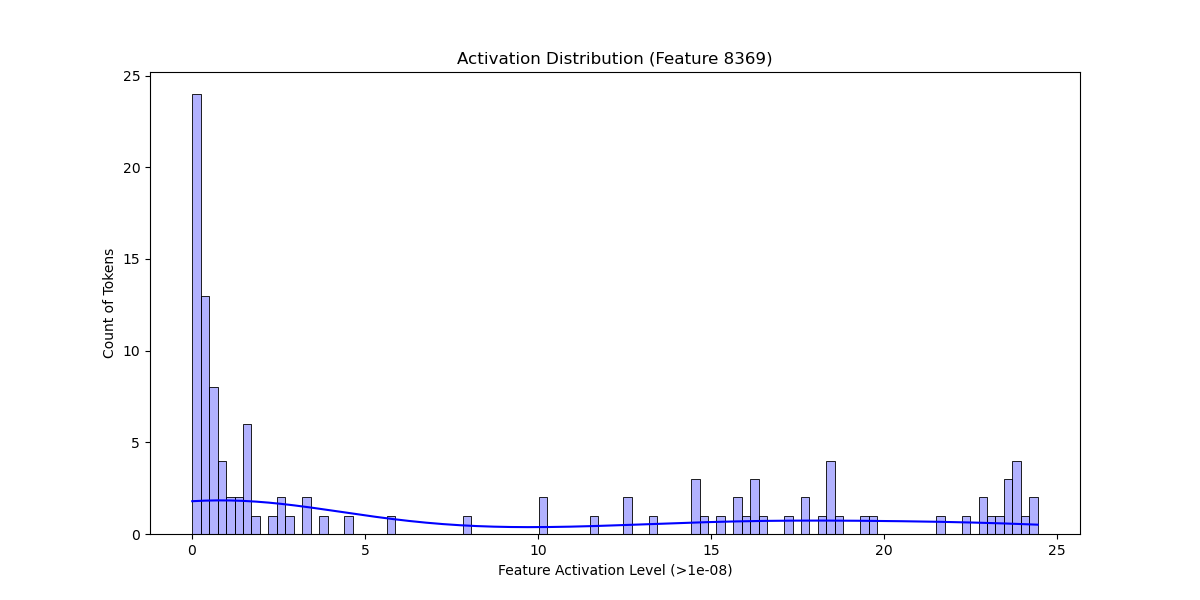 Activation Distribution (Feature 8369)
25
20
15
10
5
0
Count of Tokens
0 5 10 15 20 25
Feature Activation Level (>1e-08)